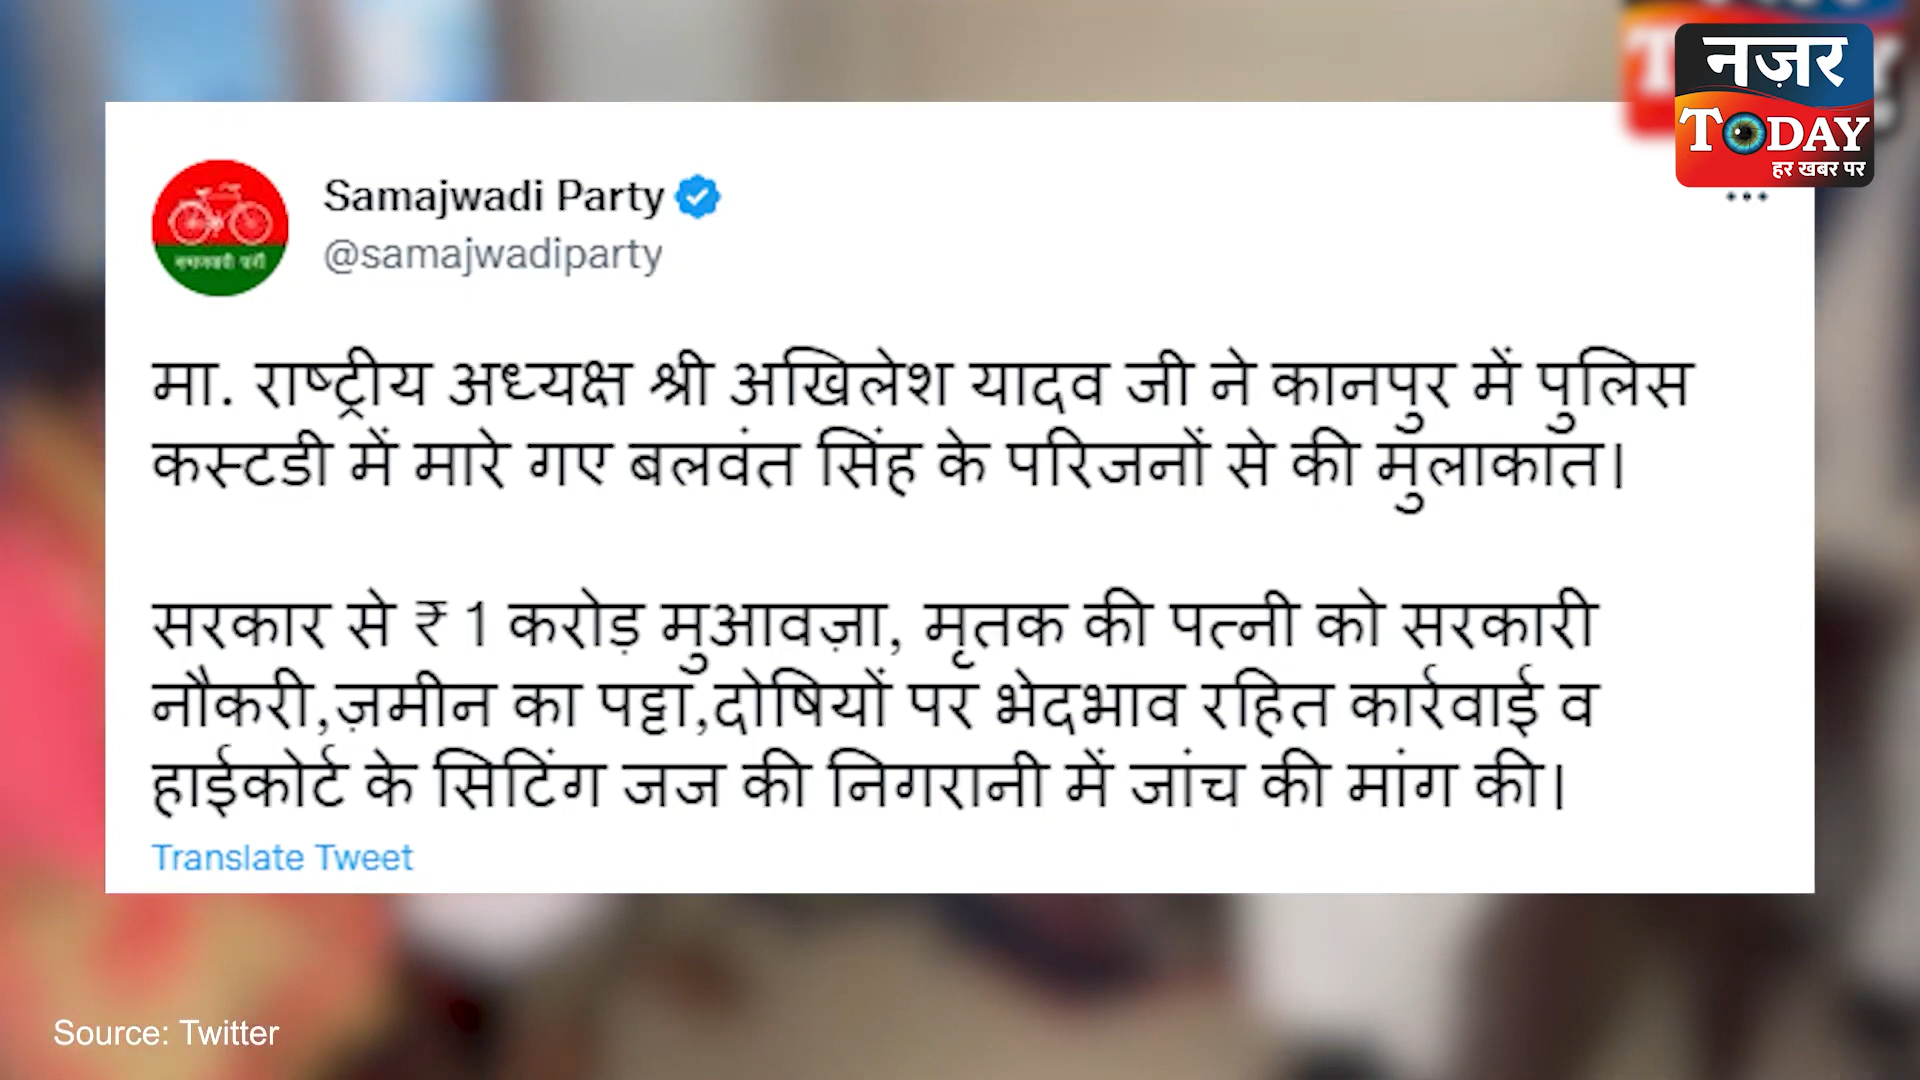 नज़र
TODAY
हर खबर पर
Samajwadi Party
@samajwadiparty
समाजवादी पार्टी
मा. राष्ट्रीय अध्यक्ष श्री अखिलेश यादव जी ने कानपुर में पुलिस
कस्टडी में मारे गए बलवंत सिंह के परिजनों से की मुलाकात।
सरकार से ₹ 1 करोड़ मुआवज़ा, मृतक की पत्नी को सरकारी
नौकरी,ज़मीन का पट्टा,दोषियों पर भेदभाव रहित कार्रवाई व
हाईकोर्ट के सिटिंग जज की निगरानी में जांच की मांग की।
Translate Tweet
Source: Twitter